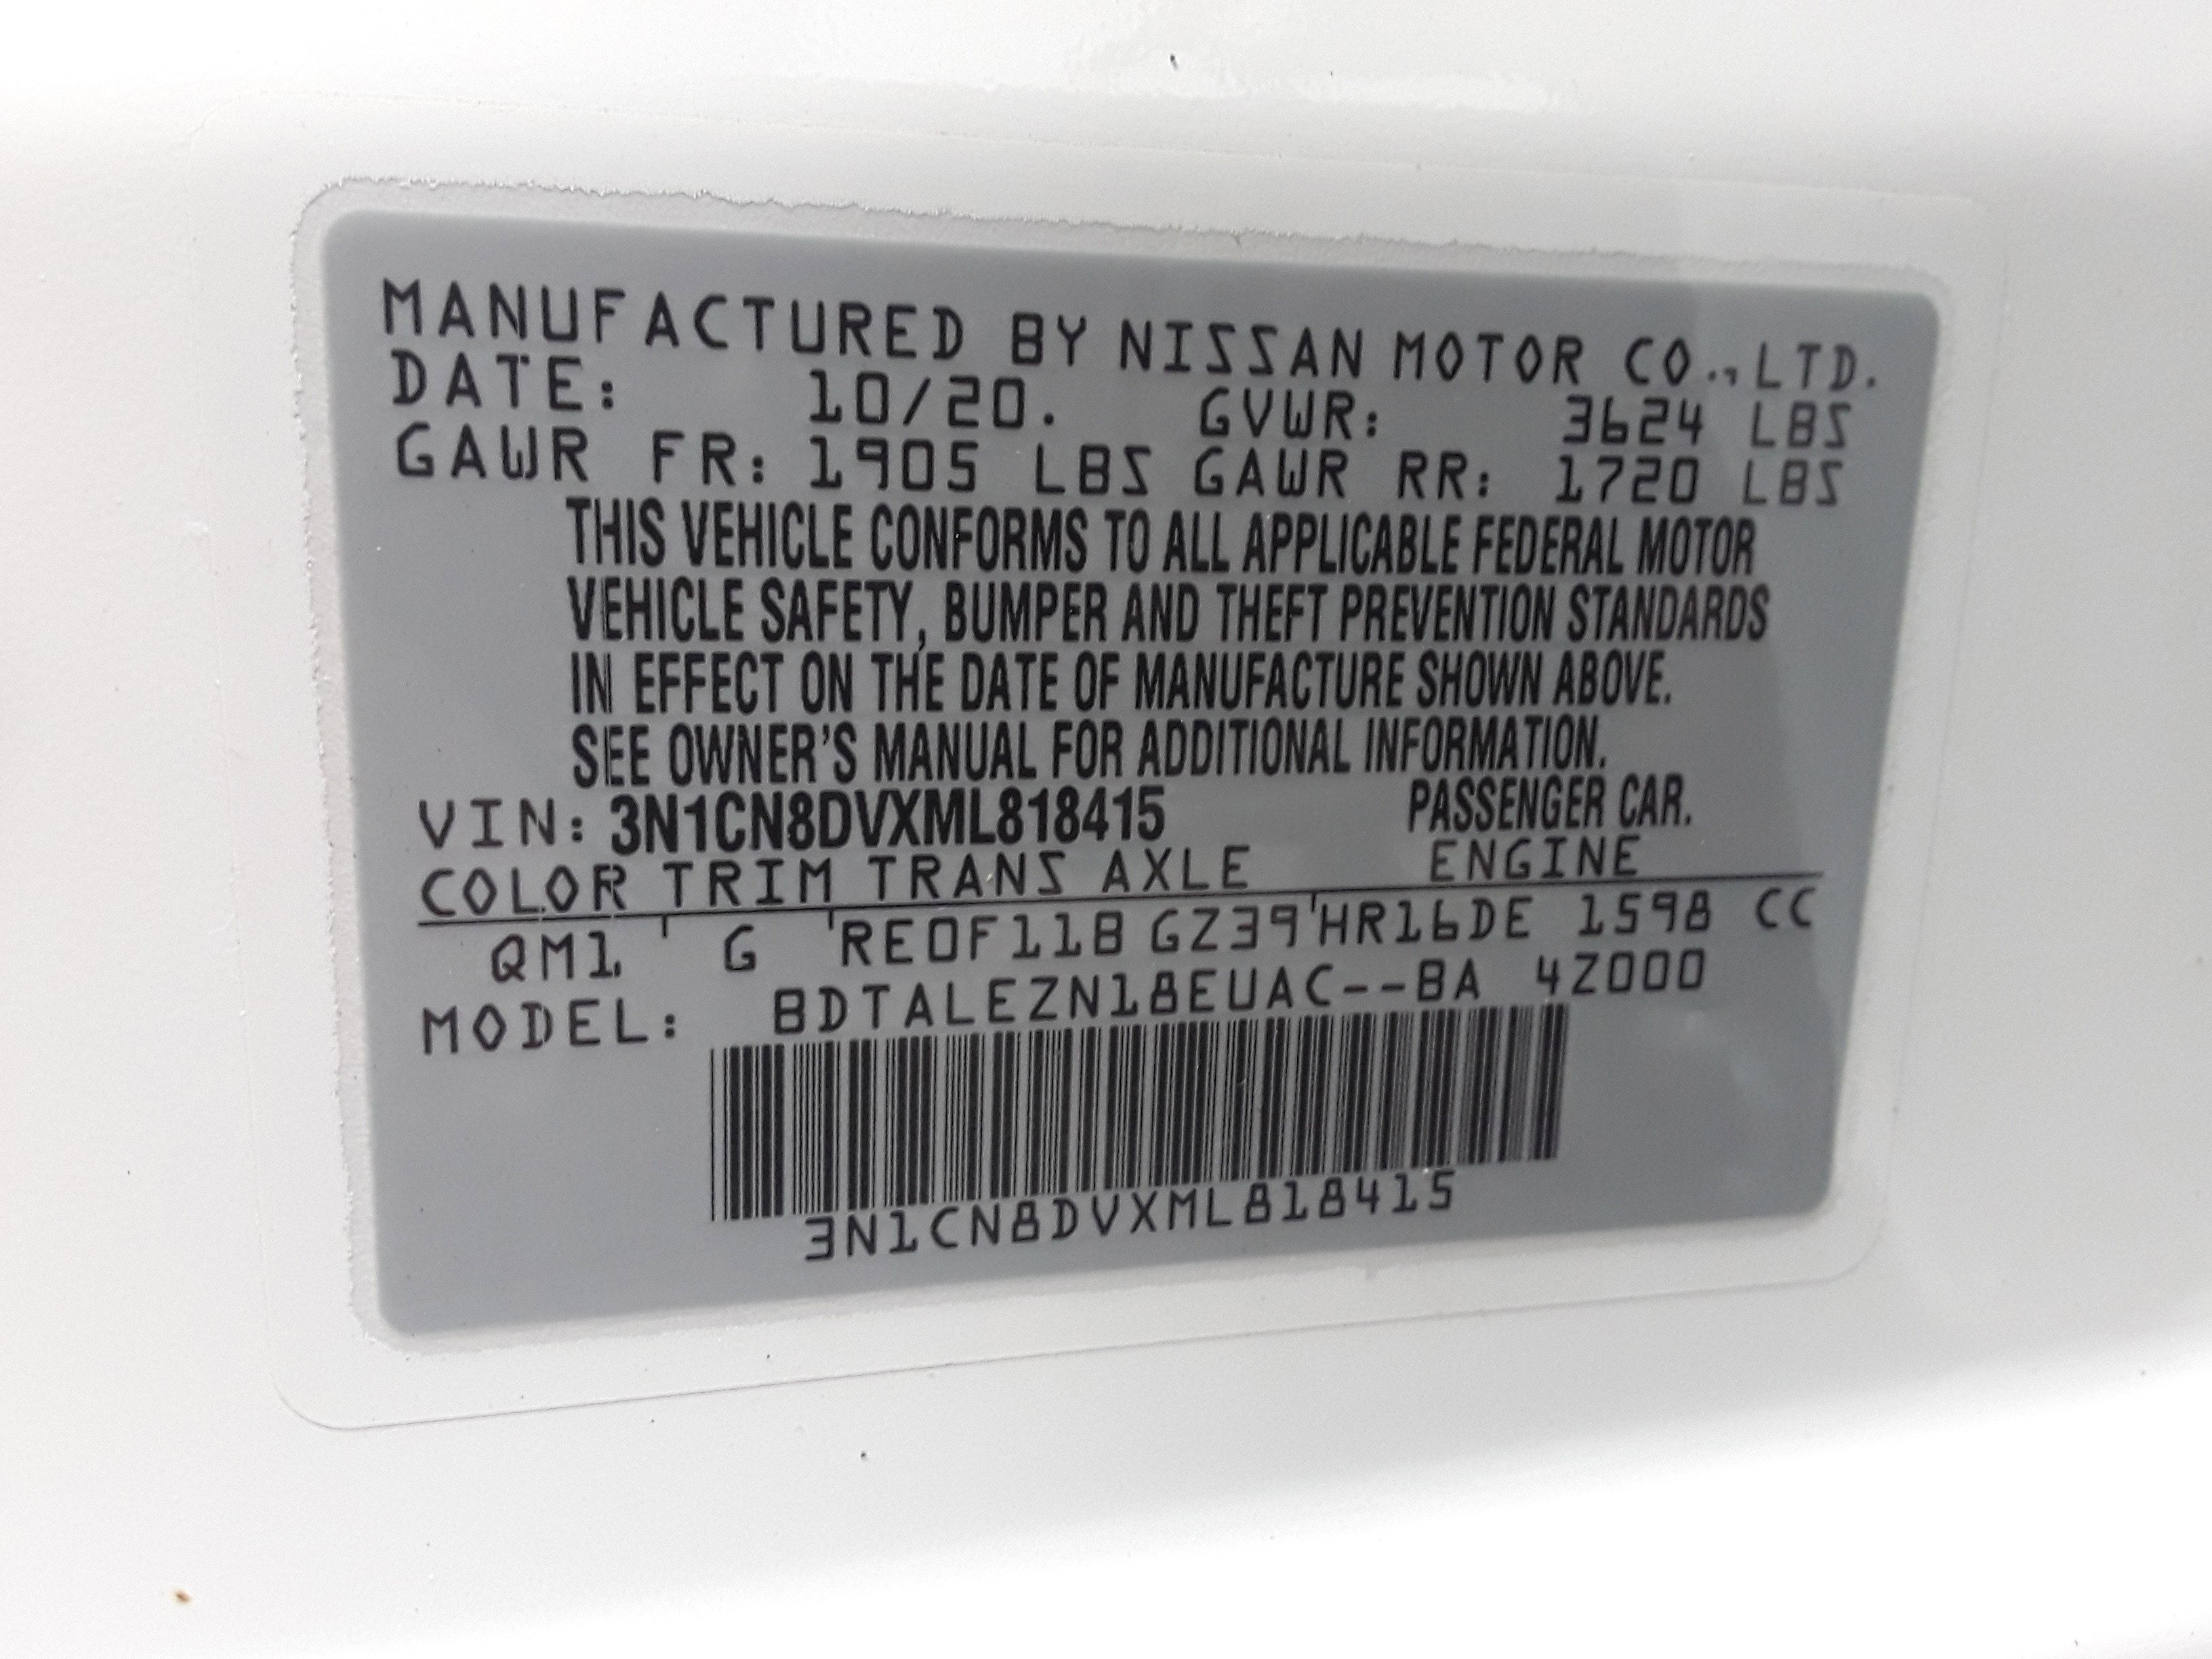 MANUFACTURED BY NISSAN MOTOR CO.,LTD.
DATE: 10/20. GVWR: 3624 LBS
GAWR FR: 1905 LBS GAWR RR: 1720 LBS
THIS VEHICLE CONFORMS TO ALL APPLICABLE FEDERAL MOTOR
VEHICLE SAFETY, BUMPER AND THEFT PREVENTION STANDARDS
IN EFFECT ON THE DATE OF MANUFACTURE SHOWN ABOVE.
SEE OWNER'S MANUAL FOR ADDITIONAL INFORMATION.
VIN: 3N1CN8DVXML818415 PASSENGER CAR.
COLOR TRIM TRANS AXLE ENGINE
QM1 G RE0F11B GZ39 HR16DE 1598 CC
MODEL: BDTALEZN18EUAC--BA 4Z000
3N1CN8DVXML818415